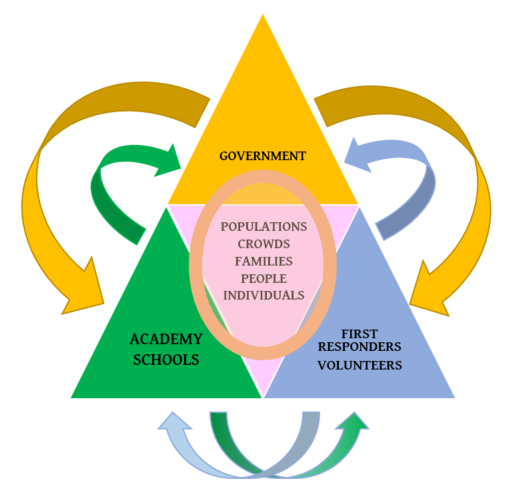 GOVERNMENT
POPULATIONS
CROWDS
FAMILIES
PEOPLE
INDIVIDUALS
ACADEMY
SCHOOLS
FIRST
RESPONDERS
VOLUNTEERS